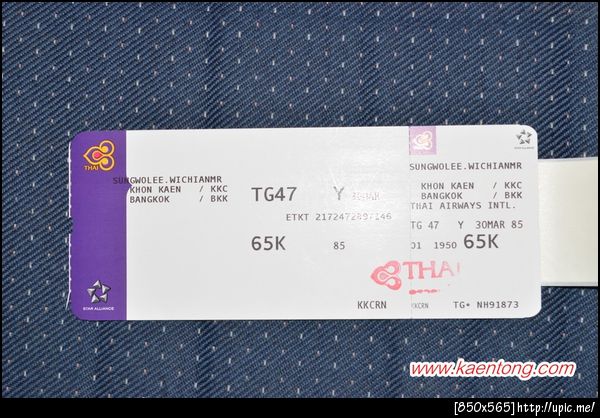 THAI
SUNGWOLEE.WICHIANMR
KHON KAEN / KKC
BANGKOK / BKK
TG47 Y 30MAR
ETKT
65K 85
KKCRN
STAR ALLIANCE
SUNGWOLEE.WICHIANMR
KHON KAEN / KKC
BANGKOK / BKK
THAI AIRWAYS INTL.
TG 47 Y 30MAR 85
01 1950 65K
THAI
KKCRN TG* NH91873
www.kaentong.com
[850x565]http://upic.me/